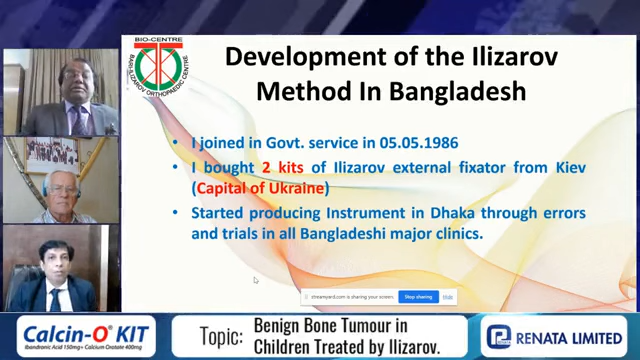 BIO-CENTRE
BARI-ILIZAROV ORTHOPAEDIC CENTRE
Development of the Ilizarov
Method In Bangladesh
• I joined in Govt. service in 05.05.1986
• I bought 2 kits of Ilizarov external fixator from Kiev
(Capital of Ukraine)
• Started producing Instrument in Dhaka through errors
and trials in all Bangladeshi major clinics.
streamyard.com is sharing your screen.
Stop sharing
Hide
Calcin-O KIT
Ibandronic Acid 150mg+Calcium Orotate 400mg
Topic:
Benign Bone Tumour in
Children Treated by Ilizarov.
RENATA LIMITED